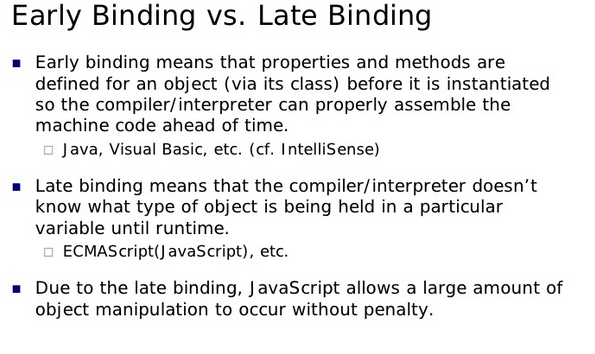 Early Binding vs. Late Binding
Early binding means that properties and methods are
defined for an object (via its class) before it is instantiated
so the compiler/interpreter can properly assemble the
machine code ahead of time.
Java, Visual Basic, etc. (cf. IntelliSense)
Late binding means that the compiler/interpreter doesn't
know what type of object is being held in a particular
variable until runtime.
ECMAScript(JavaScript), etc.
Due to the late binding, JavaScript allows a large amount of
object manipulation to occur without penalty.